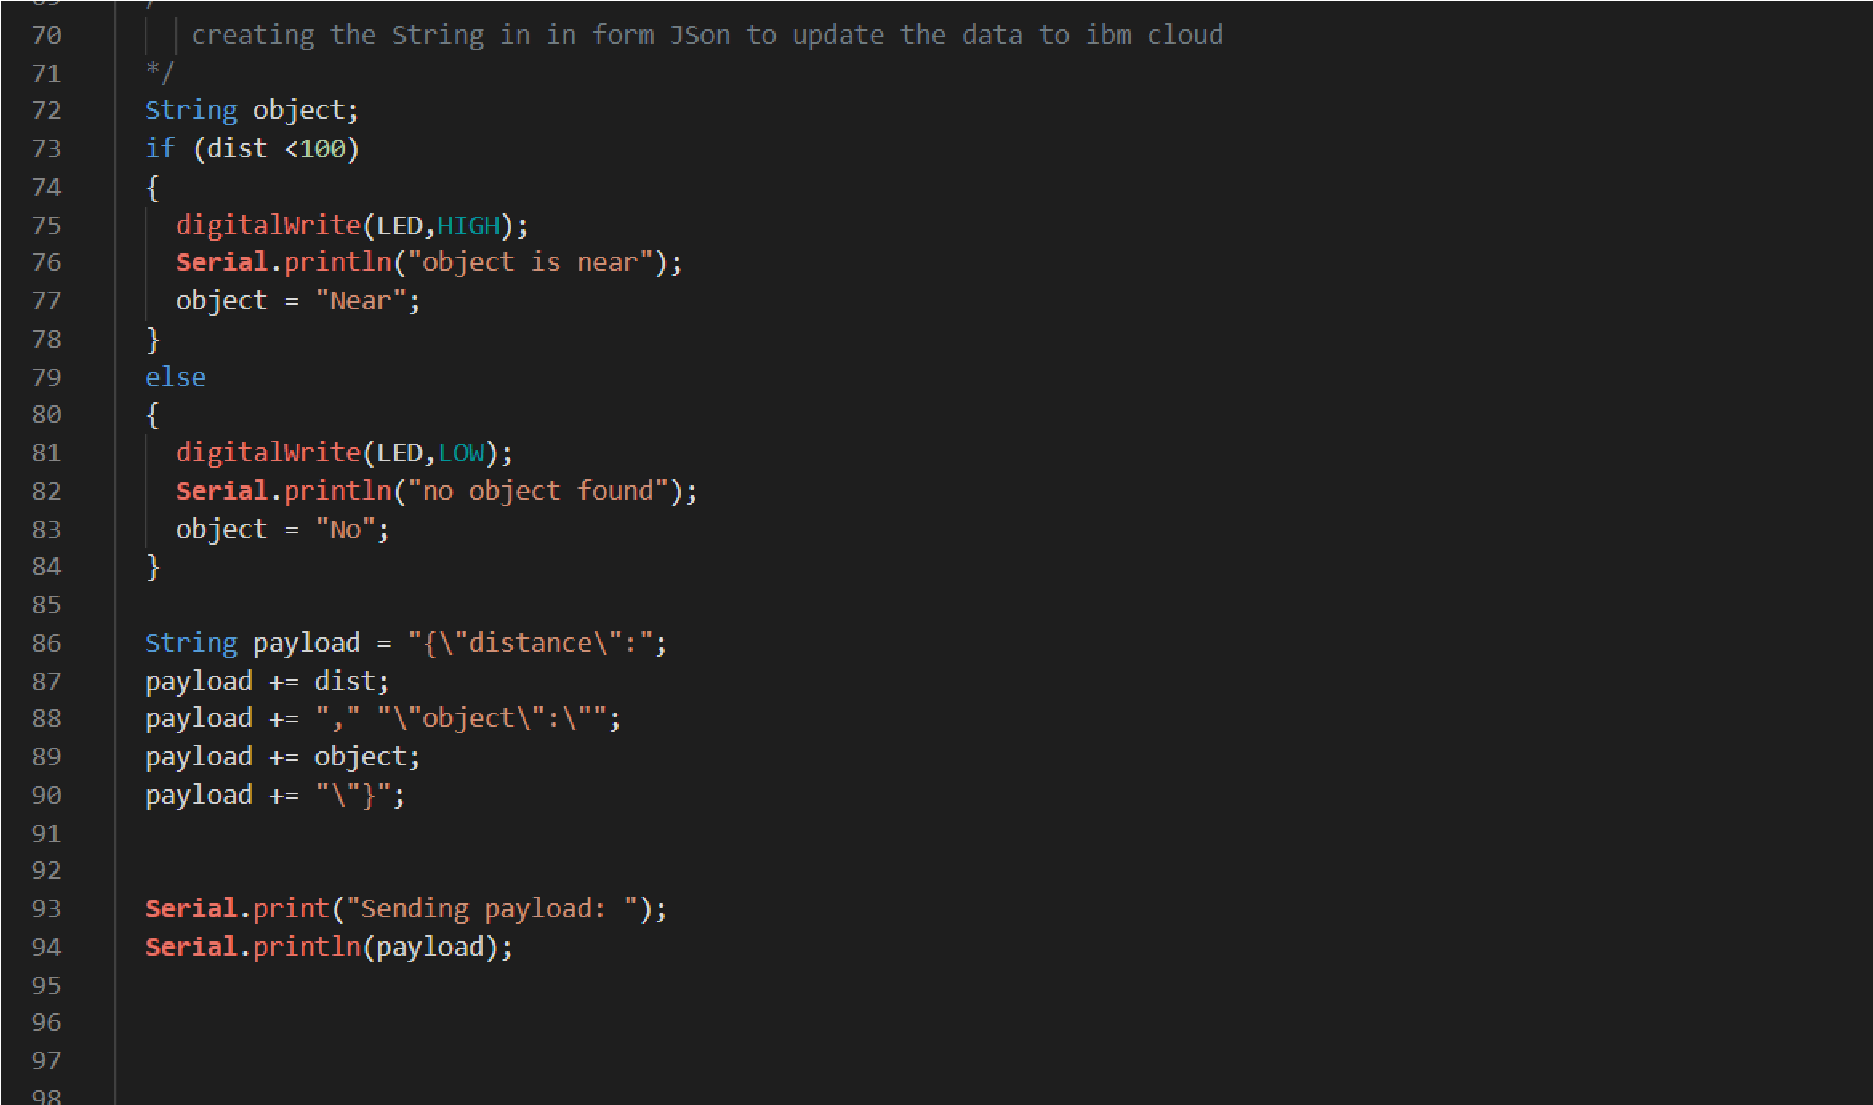 70 creating the String in in form JSon to update the data to ibm cloud
71 */
72 String object;
73 if (dist <100)
74 {
75 digitalWrite(LED,HIGH);
76 Serial.println("object is near");
77 object = "Near";
78 }
79 else
80 {
81 digitalWrite(LED,LOW);
82 Serial.println("no object found");
83 object = "No";
84 }
85
86 String payload = "{\"distance\":";
87 payload += dist;
88 payload += "," "\"object\":\"";
89 payload += object;
90 payload += "\"}";
91
92
93 Serial.print("Sending payload: ");
94 Serial.println(payload);
95
96
97
98